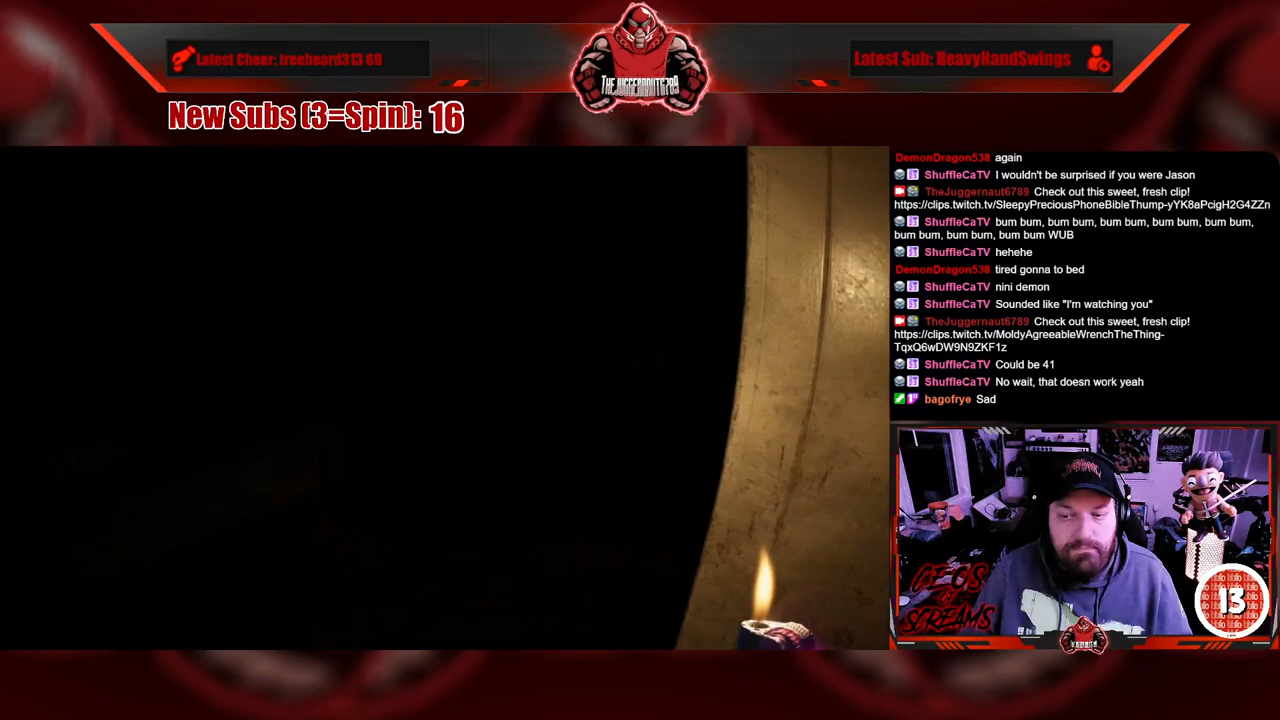 Latest Cheer: treebeard313 69
THEJUGGERNAUT6789
Latest Sub: HeavyHandSwings
New Subs (3=Spin): 16
DemonDragon538 again
ShuffleCaTV I wouldn't be surprised if you were Jason
TheJuggernaut6789 Check out this sweet, fresh clip!
https://clips.twitch.tv/SleepyPreciousPhoneBibleThump-yYK8aPcigH2G4ZZn
ShuffleCaTV bum bum, bum bum, bum bum, bum bum, bum bum,
bum bum, bum bum, bum bum WUB
ShuffleCaTV hehehe
DemonDragon538 tired gonna to bed
ShuffleCaTV nini demon
ShuffleCaTV Sounded like "I'm watching you"
TheJuggernaut6789 Check out this sweet, fresh clip!
https://clips.twitch.tv/MoldyAgreeableWrenchTheThing-
TqxQ6wDW9N9ZKF1z
ShuffleCaTV Could be 41
ShuffleCaTV No wait, that doesn work yeah
bagofrye Sad
SCREAMS
13